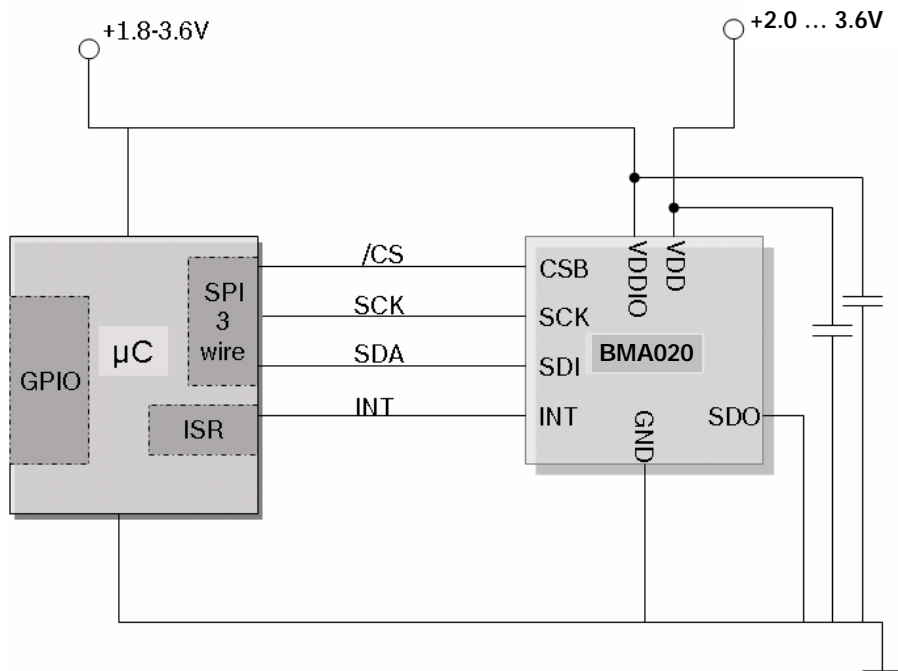 +1.8-3.6V
+2.0 ... 3.6V
/CS
SCK
SDA
INT
SPI
3
wire
GPIO
µC
ISR
CSB
SCK
SDI
INT
VDDIO
VDD
BMA020
GND
SDO